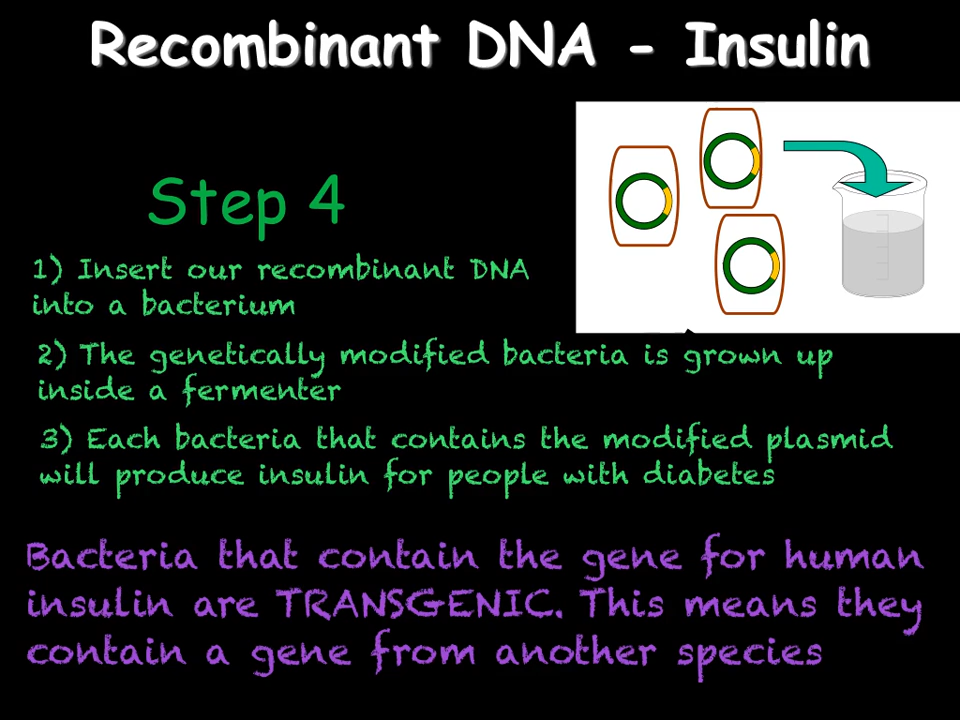 Recombinant DNA - Insulin
Step 4
1) Insert our recombinant DNA
into a bacterium
2) The genetically modified bacteria is grown up
inside a fermenter
3) Each bacteria that contains the modified plasmid
will produce insulin for people with diabetes
Bacteria that contain the gene for human
insulin are TRANSGENIC. This means they
contain a gene from another species